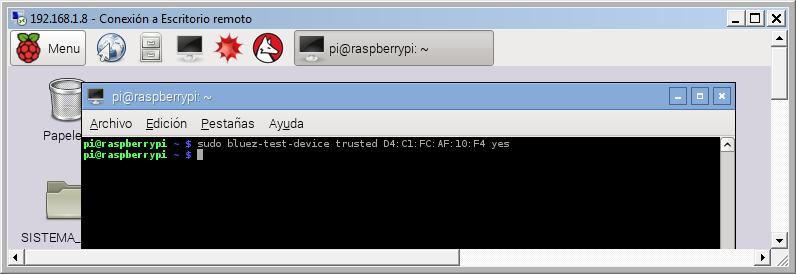 192.168.1.8 - Conexión a Escritorio remoto
Menu
pi@raspberrypi: ~
pi@raspberrypi: ~
Papele
Archivo Edición Pestañas Ayuda
pi@raspberrypi ~ $ sudo bluez-test-device trusted D4:C1:FC:AF:10:F4 yes
pi@raspberrypi ~ $
SISTEMA_